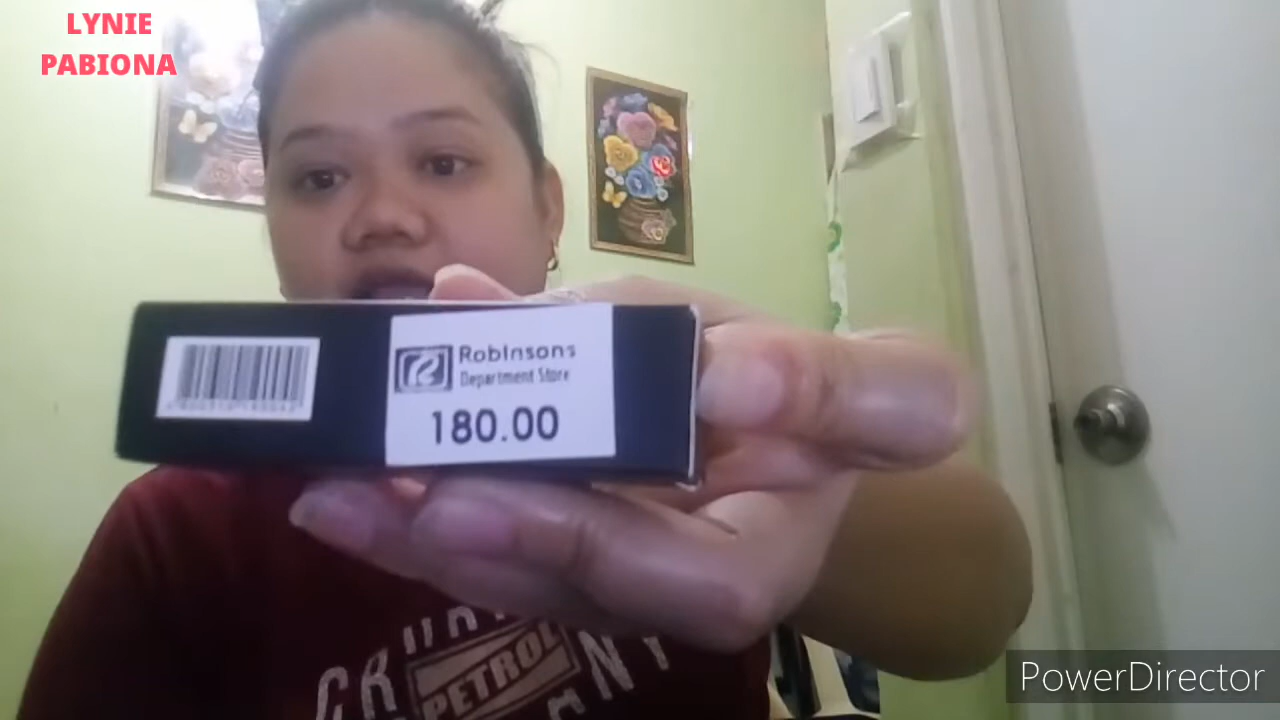 LYNIE
PABIONA
Robinsons
Department Store
180.00
PETROL
PowerDirector